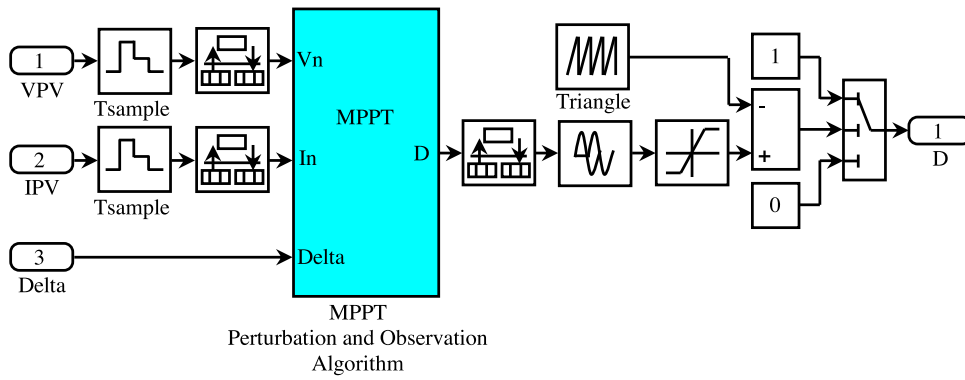 1
VPV
Tsample
Vn
2
IPV
Tsample
In
3
Delta
Delta
MPPT
D
MPPT
Perturbation and Observation
Algorithm
Triangle
1
-
+
0
1
D